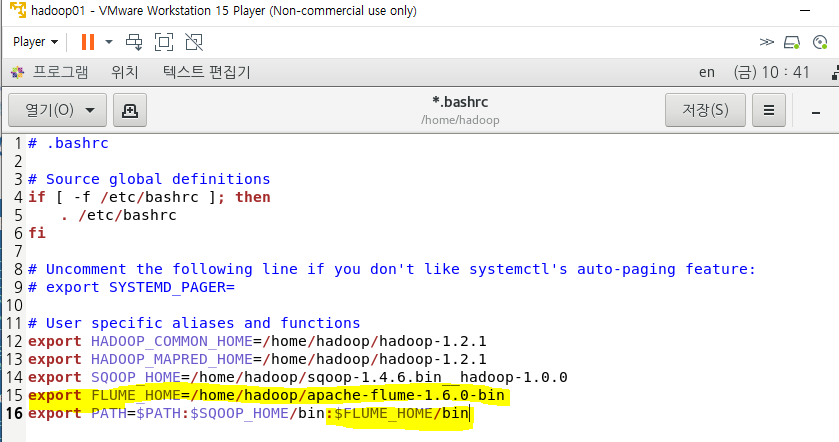 hadoop01 - VMware Workstation 15 Player (Non-commercial use only)
Player
프로그램 위치 텍스트 편집기 en (금) 10 : 41
열기(O) *.bashrc 저장(S)
/home/hadoop
1 # .bashrc
2
3 # Source global definitions
4 if [ -f /etc/bashrc ]; then
5 . /etc/bashrc
6 fi
7
8 # Uncomment the following line if you don't like systemctl's auto-paging feature:
9 # export SYSTEMD_PAGER=
10
11 # User specific aliases and functions
12 export HADOOP_COMMON_HOME=/home/hadoop/hadoop-1.2.1
13 export HADOOP_MAPRED_HOME=/home/hadoop/hadoop-1.2.1
14 export SQOOP_HOME=/home/hadoop/sqoop-1.4.6.bin__hadoop-1.0.0
15 export FLUME_HOME=/home/hadoop/apache-flume-1.6.0-bin
16 export PATH=$PATH:$SQOOP_HOME/bin:$FLUME_HOME/bin